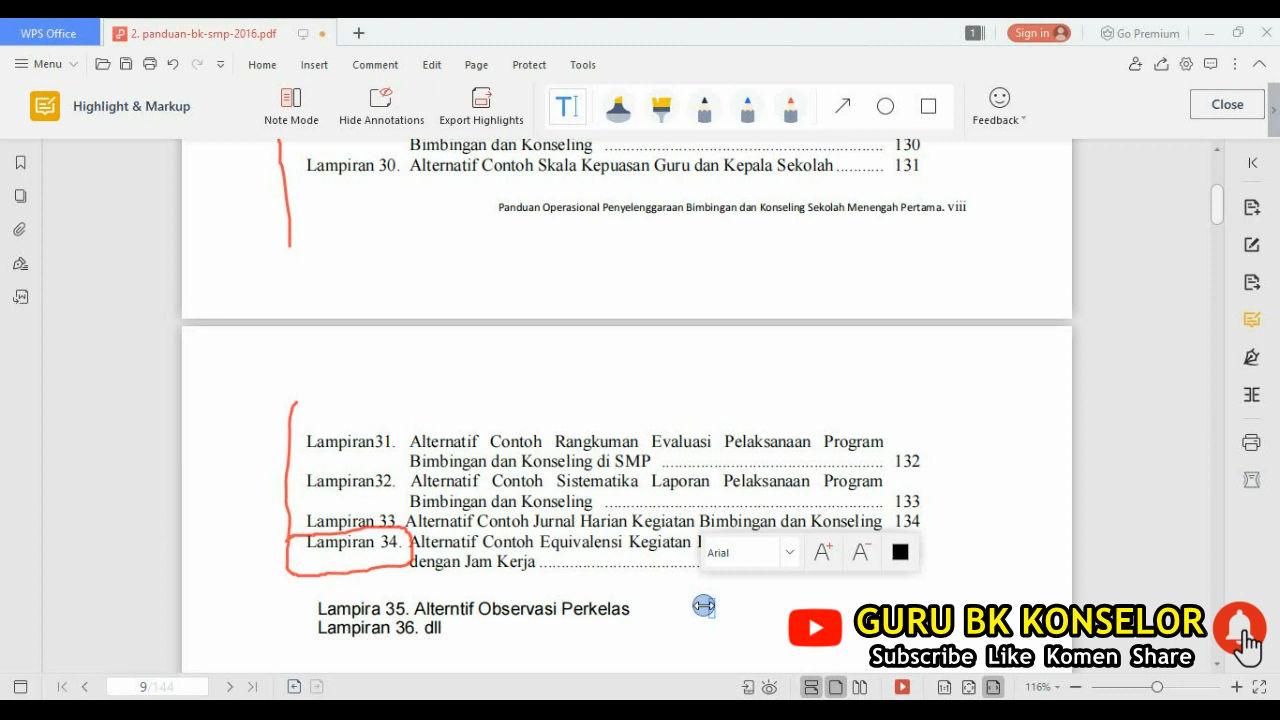 WPS Office
2. panduan-bk-smp-2016.pdf
1
Sign in
Go Premium
Menu
Home
Insert
Comment
Edit
Page
Protect
Tools
Highlight & Markup
Note Mode
Hide Annotations
Export Highlights
T
Feedback
Close
Bimbingan dan Konseling ........................................................ 130
Lampiran 30. Alternatif Contoh Skala Kepuasan Guru dan Kepala Sekolah........... 131
Panduan Operasional Penyelenggaraan Bimbingan dan Konseling Sekolah Menengah Pertama. viii
Lampiran31. Alternatif Contoh Rangkuman Evaluasi Pelaksanaan Program
Bimbingan dan Konseling di SMP ............................................. 132
Lampiran32. Alternatif Contoh Sistematika Laporan Pelaksanaan Program
Bimbingan dan Konseling ........................................................ 133
Lampiran 33. Alternatif Contoh Jurnal Harian Kegiatan Bimbingan dan Konseling 134
Lampiran 34. Alternatif Contoh Equivalensi Kegiatan
dengan Jam Kerja .................................
Arial
A+
A-
Lampira 35. Alterntif Observasi Perkelas
Lampiran 36. dll
GURU BK KONSELOR
Subscribe Like Komen Share
9/144
1:1
116%